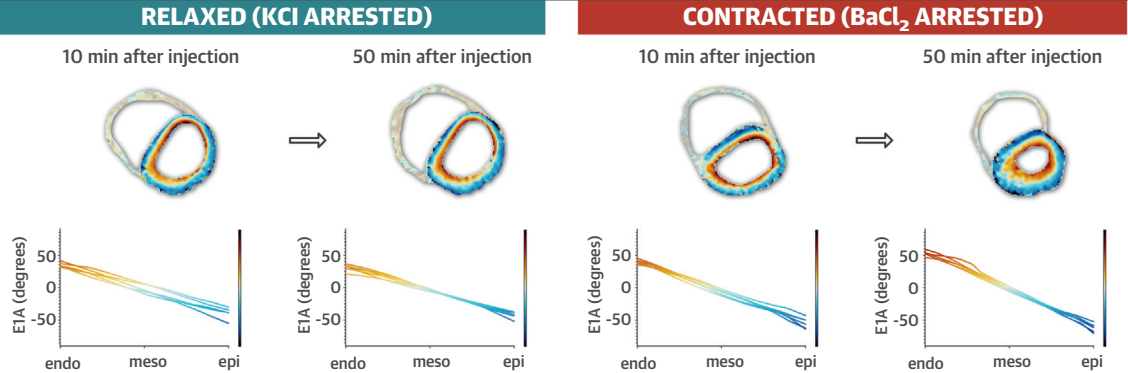 RELAXED (KCl ARRESTED)
CONTRACTED (BaCl₂ ARRESTED)
10 min after injection
50 min after injection
10 min after injection
50 min after injection
E1A (degrees)
50
0
-50
endo
meso
epi
E1A (degrees)
50
0
-50
endo
meso
epi
E1A (degrees)
50
0
-50
endo
meso
epi
E1A (degrees)
50
0
-50
endo
meso
epi